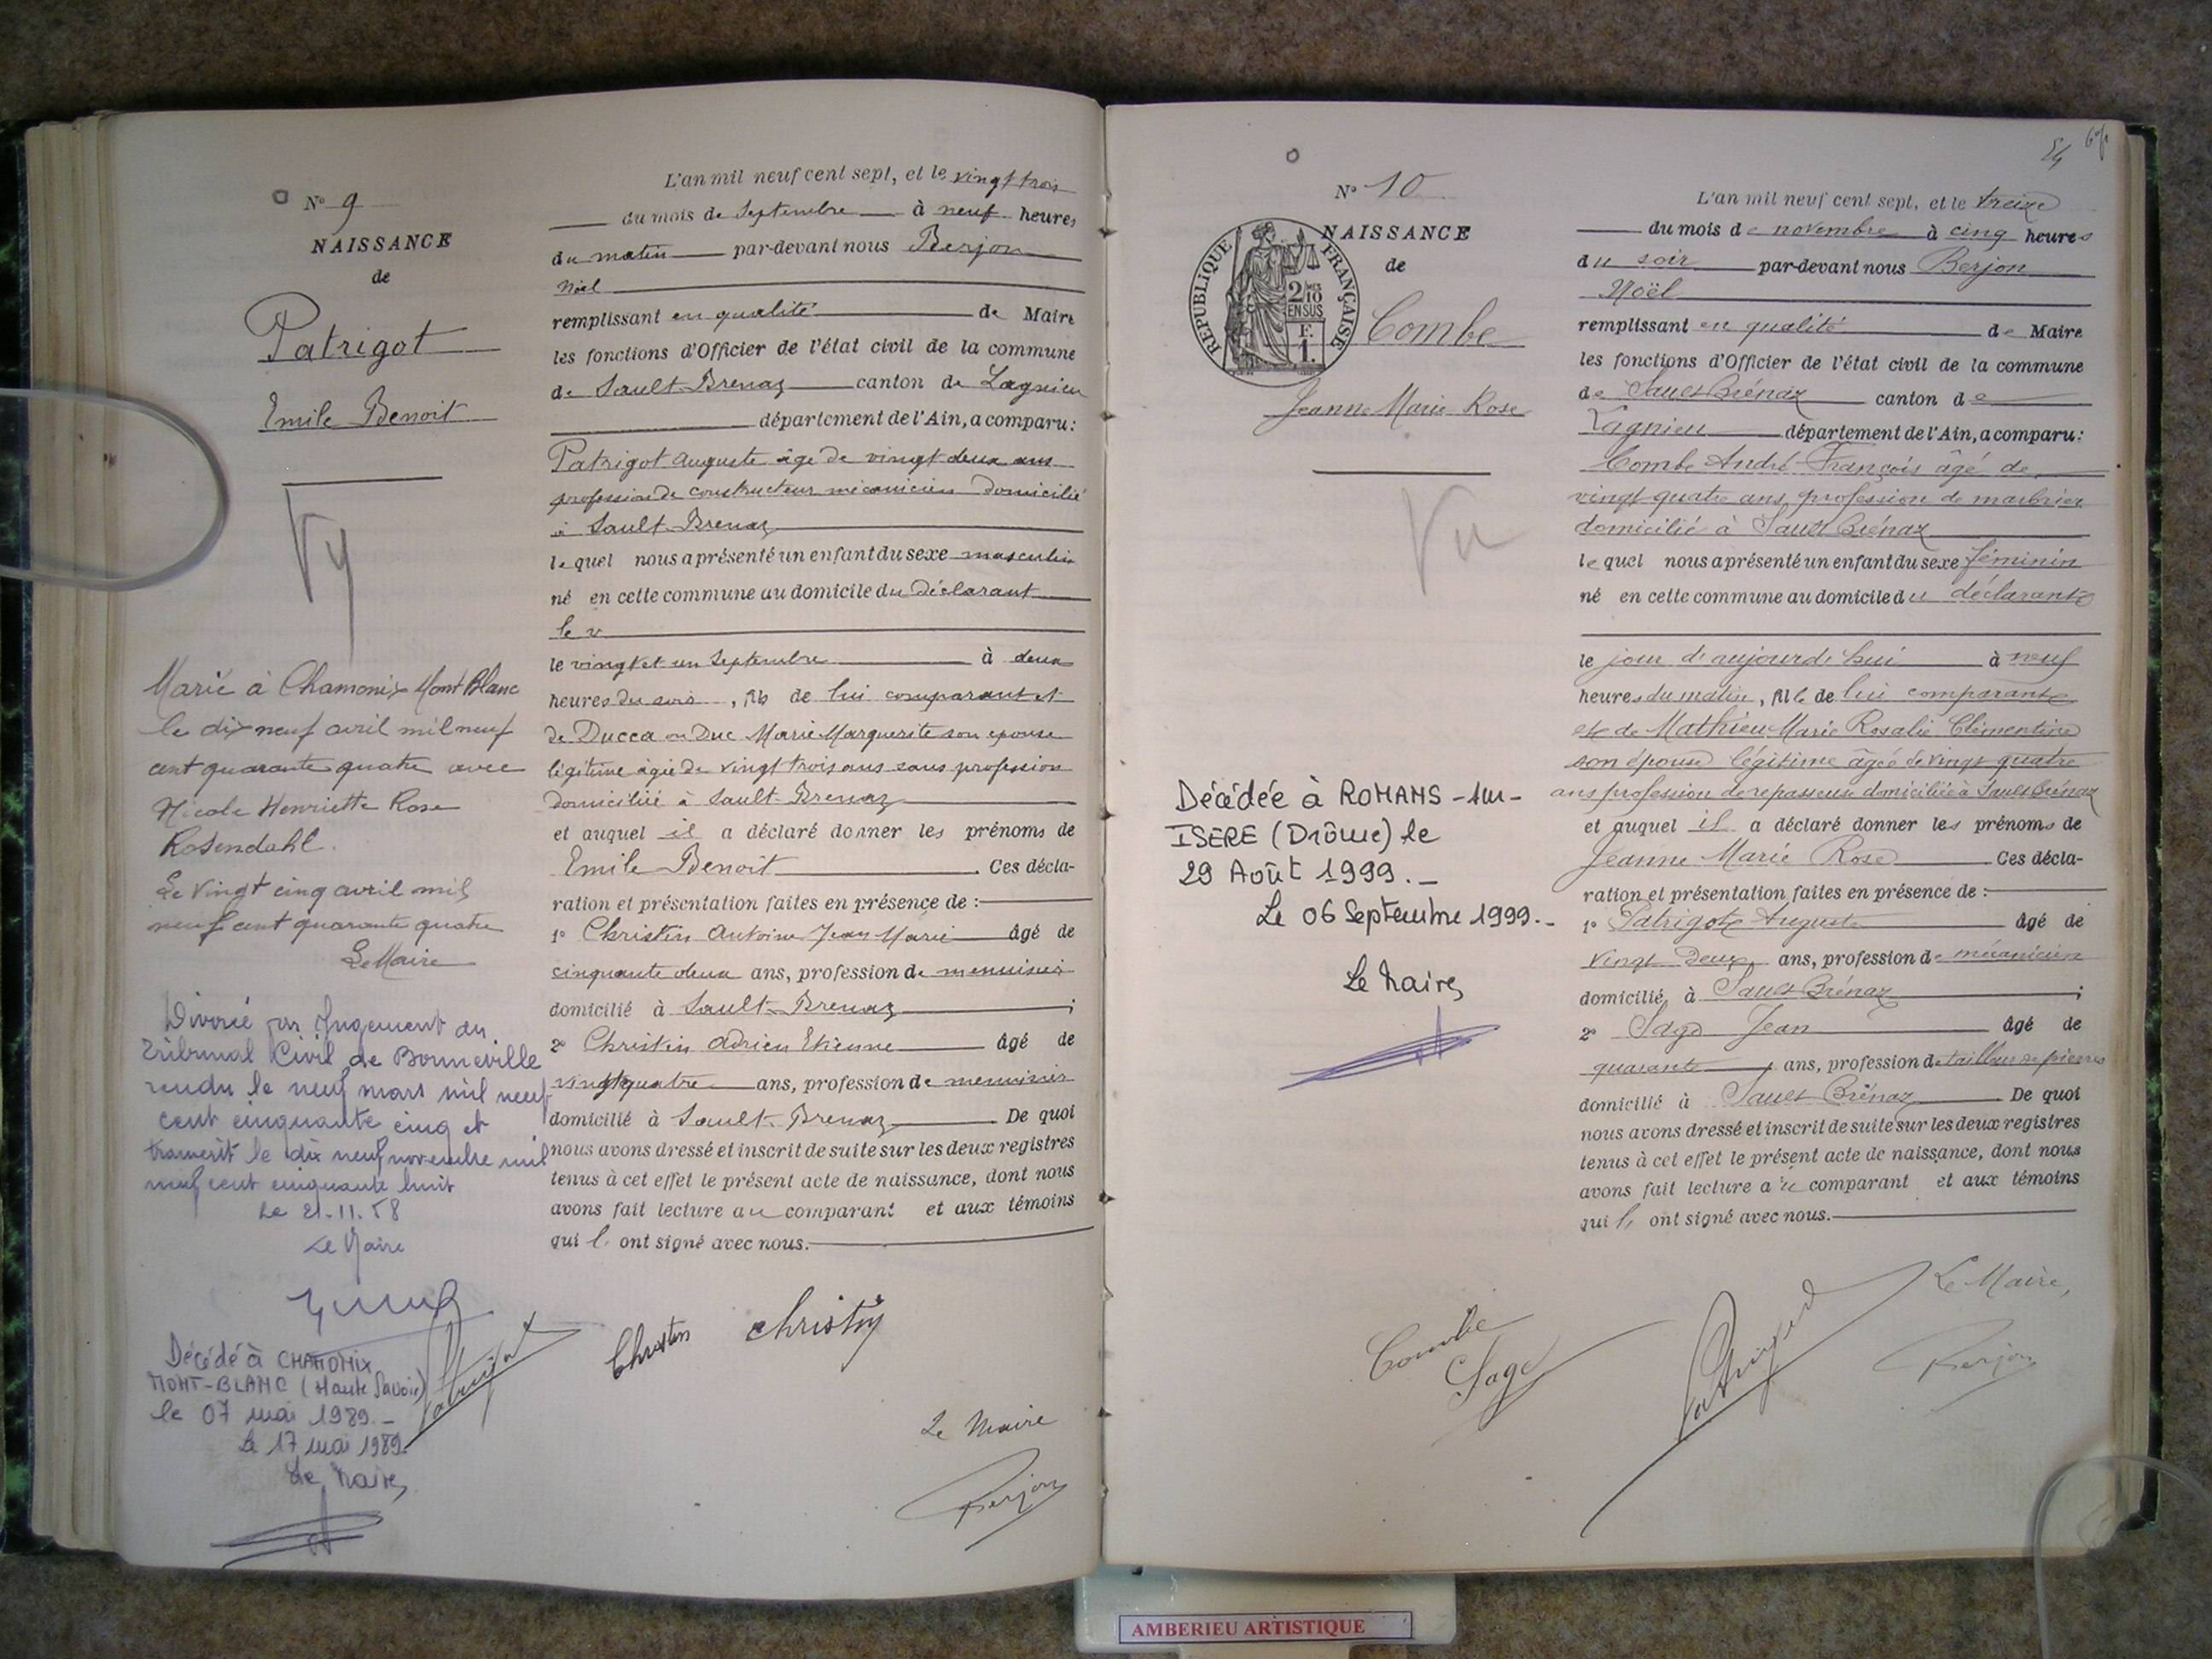 N° 9
NAISSANCE
de
Patrigot
Emile Benoit
Vu
Marié à Chamonix Mont Blanc
le dix neuf avril mil neuf
cent quarante quatre avec
Nicole Henriette Rose
Rosendahl.
Le vingt cinq avril mil
neuf cent quarante quatre
Le Maire
Divorcé par Jugement du
Tribunal Civil de Bonneville
rendu le neuf mars mil neuf
cent cinquante cinq et
transcrit le dix neuf novembre mil
neuf cent cinquante huit
Le 21.11.58
Le Maire
Décédé à CHAMONIX
MONT-BLANC (Haute Savoie)
le 07 mai 1989.-
Le 17 mai 1989.
Le Maire,
L'an mil neuf cent sept, et le vingt trois
du mois de Septembre à neuf heures
du matin par-devant nous Berjon
Noël
remplissant en qualité de Maire
les fonctions d'Officier de l'état civil de la commune
de Sault-Brenaz canton de Lagnieu
département de l'Ain, a comparu:
Patrigot Auguste âgé de vingt deux ans
profession de constructeur mécanicien domicilié
à Sault-Brenaz
lequel nous a présenté un enfant du sexe masculin
né en cette commune au domicile du Déclarant
le v
le vingt et un Septembre à deux
heures du soir, fils de lui comparant et
de Ducca ou Duc Marie Marguerite son épouse
légitime âgée de vingt trois ans sans profession
domiciliée à Sault-Brenaz
et auquel il a déclaré donner les prénoms de
Emile Benoit. Ces décla-
ration et présentation faites en présence de :
1° Christin Antoine Jean Marie âgé de
cinquante deux ans, profession de menuisier
domicilié à Sault-Brenaz ;
2° Christin Adrien Etienne âgé de
vingt quatre ans, profession de menuisier
domicilié à Sault-Brenaz De quoi
nous avons dressé et inscrit de suite sur les deux registres
tenus à cet effet le présent acte de naissance, dont nous
avons fait lecture au comparant et aux témoins
qui l. ont signé avec nous.
Patrigot Christin Christin
Le Maire
Berjon
54
N° 10
NAISSANCE
de
RÉPUBLIQUE FRANÇAISE
2/10 MES
EN SUS
F.
1.
Combe
Jeanne Marie Rose
Vu
Décédée à ROMANS-sur-
ISERE (Drôme) le
29 Août 1999.-
Le 06 Septembre 1999.-
Le Maire,
L'an mil neuf cent sept, et le treize
du mois de novembre à cinq heures
du soir par-devant nous Berjon
Noël
remplissant en qualité de Maire
les fonctions d'Officier de l'état civil de la commune
de Sault Brénaz canton de
Lagnieu département de l'Ain, a comparu:
Combe André François âgé de
vingt quatre ans, profession de marbrier
domicilié à Sault Brénaz
lequel nous a présenté un enfant du sexe féminin
né en cette commune au domicile du déclarant
le jour d'aujourd'hui à neuf
heures du matin, fille de lui comparant
et de Mathieu Marie Rosalie Clémentine
son épouse légitime âgée de vingt quatre
ans profession de repasseuse domiciliée à Sault Brénaz
et auquel il a déclaré donner les prénoms de
Jeanne Marie Rose Ces décla-
ration et présentation faites en présence de :
1° Patrigot Auguste âgé de
vingt deux ans, profession de mécanicien
domicilié à Sault Brénaz ;
2° Sage Jean âgé de
quarante ans, profession de tailleur de pierres
domicilié à Sault Brénaz De quoi
nous avons dressé et inscrit de suite sur les deux registres
tenus à cet effet le présent acte de naissance, dont nous
avons fait lecture au comparant et aux témoins
qui l. ont signé avec nous.
Combe
Sage
Patrigot
Le Maire,
Berjon
AMBERIEU ARTISTIQUE